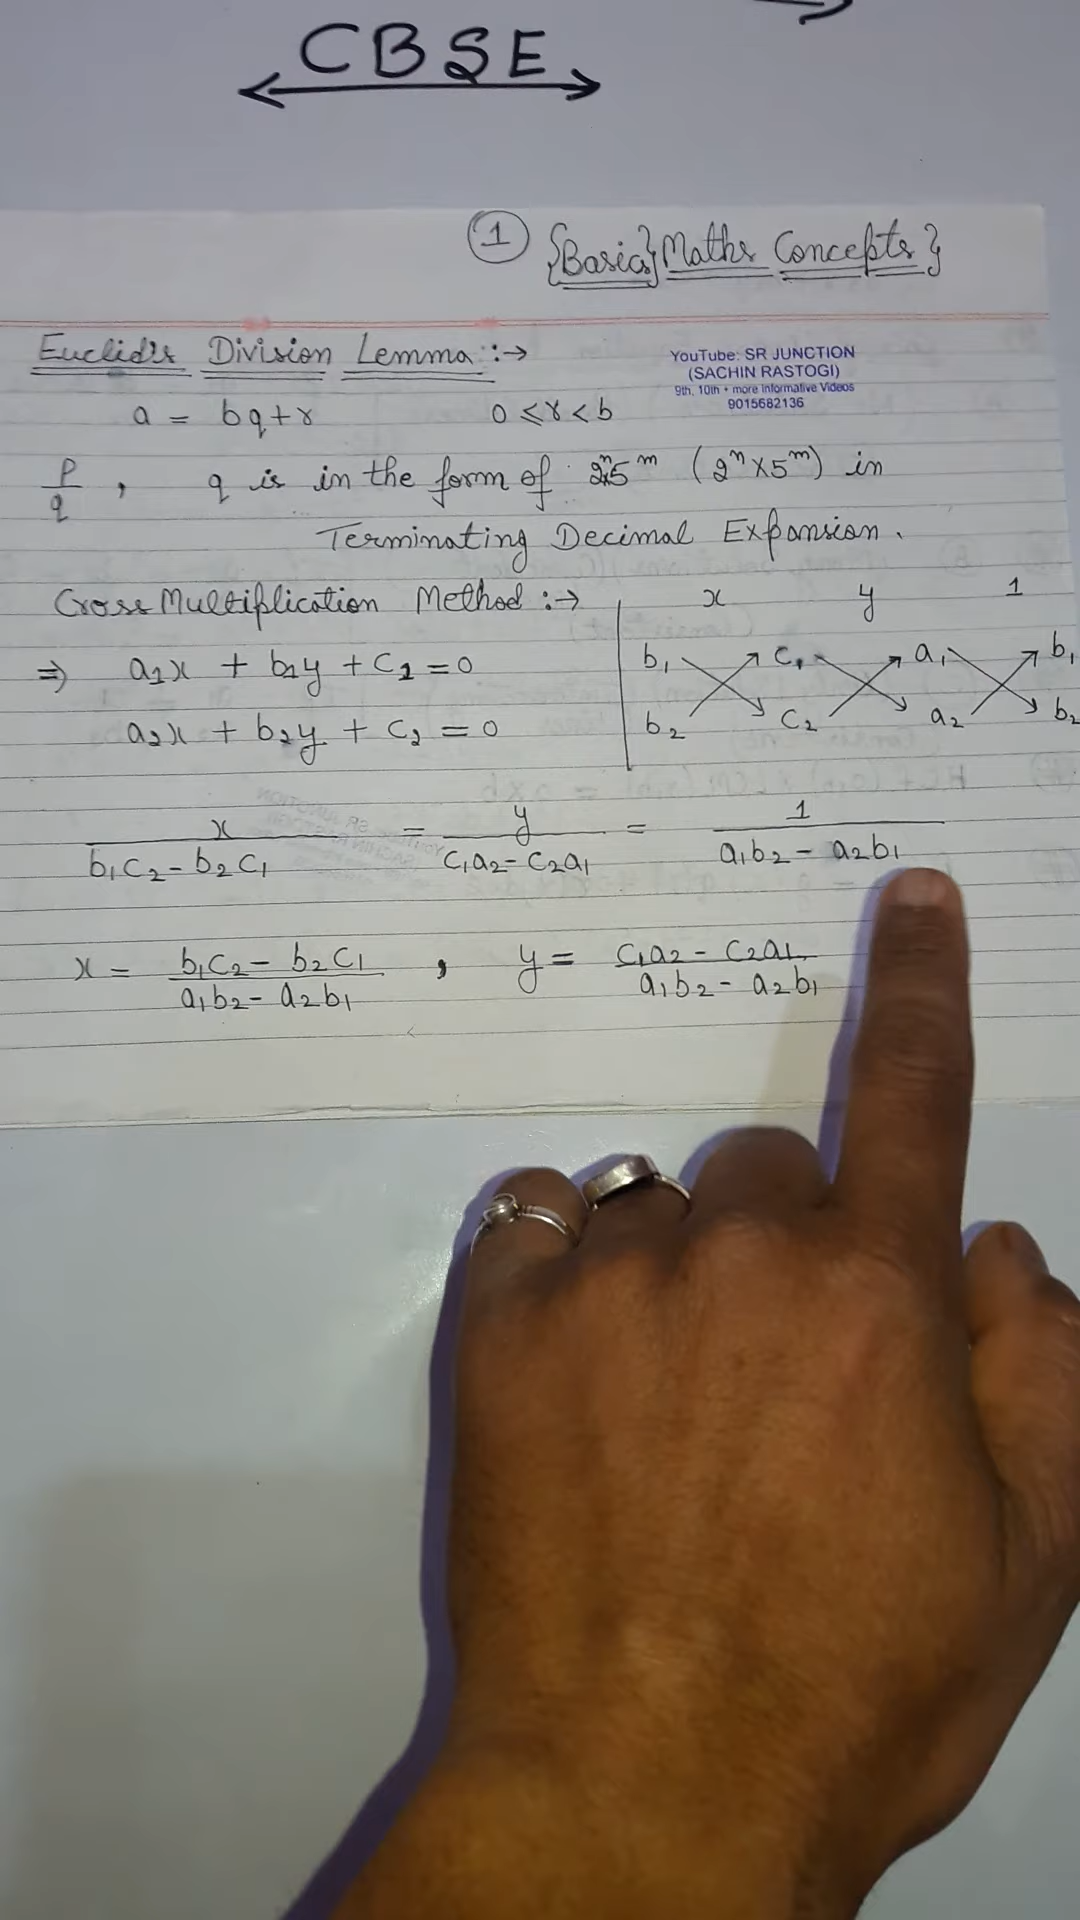 CBSE
① {Basics} Maths Concepts}
Euclid's Division Lemma :→
YouTube: SR JUNCTION
(SACHIN RASTOGI)
9th, 10th + more Informative Videos
9015682136
a = bq+r 0 ≤ r < b
p/q , q is in the form of 2ⁿ×5ᵐ (2ⁿ×5ᵐ) in
Terminating Decimal Expansion.
Cross Multiplication Method :→ x y 1
⇒ a₁x + b₁y + c₁ = 0
a₂x + b₂y + c₂ = 0
b₁ c₁ a₁ b₁
b₂ c₂ a₂ b₂
x/(b₁c₂ - b₂c₁) = y/(c₁a₂ - c₂a₁) = 1/(a₁b₂ - a₂b₁)
x = (b₁c₂ - b₂c₁)/(a₁b₂ - a₂b₁) , y = (c₁a₂ - c₂a₁)/(a₁b₂ - a₂b₁)